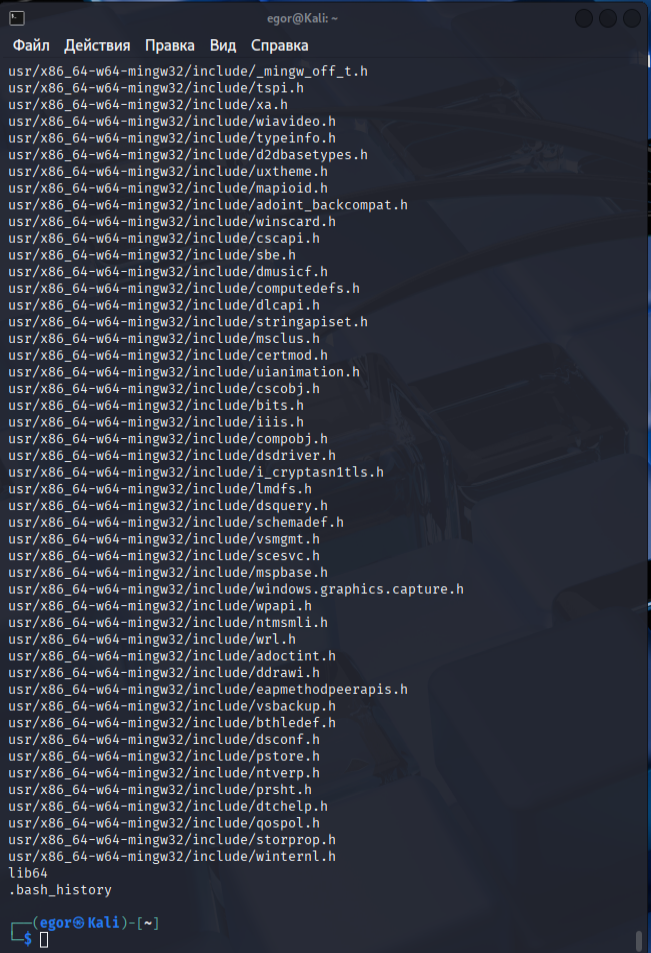 egor@Kali: ~
Файл Действия Правка Вид Справка
usr/x86_64-w64-mingw32/include/_mingw_off_t.h
usr/x86_64-w64-mingw32/include/tspi.h
usr/x86_64-w64-mingw32/include/xa.h
usr/x86_64-w64-mingw32/include/wiavideo.h
usr/x86_64-w64-mingw32/include/typeinfo.h
usr/x86_64-w64-mingw32/include/d2dbasetypes.h
usr/x86_64-w64-mingw32/include/uxtheme.h
usr/x86_64-w64-mingw32/include/mapioid.h
usr/x86_64-w64-mingw32/include/adoint_backcompat.h
usr/x86_64-w64-mingw32/include/winscard.h
usr/x86_64-w64-mingw32/include/cscapi.h
usr/x86_64-w64-mingw32/include/sbe.h
usr/x86_64-w64-mingw32/include/dmusicf.h
usr/x86_64-w64-mingw32/include/computedefs.h
usr/x86_64-w64-mingw32/include/dlcapi.h
usr/x86_64-w64-mingw32/include/stringapiset.h
usr/x86_64-w64-mingw32/include/msclus.h
usr/x86_64-w64-mingw32/include/certmod.h
usr/x86_64-w64-mingw32/include/uianimation.h
usr/x86_64-w64-mingw32/include/cscobj.h
usr/x86_64-w64-mingw32/include/bits.h
usr/x86_64-w64-mingw32/include/iiis.h
usr/x86_64-w64-mingw32/include/compobj.h
usr/x86_64-w64-mingw32/include/dsdriver.h
usr/x86_64-w64-mingw32/include/i_cryptasn1tls.h
usr/x86_64-w64-mingw32/include/lmdfs.h
usr/x86_64-w64-mingw32/include/dsquery.h
usr/x86_64-w64-mingw32/include/schemadef.h
usr/x86_64-w64-mingw32/include/vsmgmt.h
usr/x86_64-w64-mingw32/include/scesvc.h
usr/x86_64-w64-mingw32/include/mspbase.h
usr/x86_64-w64-mingw32/include/windows.graphics.capture.h
usr/x86_64-w64-mingw32/include/wpapi.h
usr/x86_64-w64-mingw32/include/ntmsmli.h
usr/x86_64-w64-mingw32/include/wrl.h
usr/x86_64-w64-mingw32/include/adoctint.h
usr/x86_64-w64-mingw32/include/ddrawi.h
usr/x86_64-w64-mingw32/include/eapmethodpeerapis.h
usr/x86_64-w64-mingw32/include/vsbackup.h
usr/x86_64-w64-mingw32/include/bthledef.h
usr/x86_64-w64-mingw32/include/dsconf.h
usr/x86_64-w64-mingw32/include/pstore.h
usr/x86_64-w64-mingw32/include/ntverp.h
usr/x86_64-w64-mingw32/include/prsht.h
usr/x86_64-w64-mingw32/include/dtchelp.h
usr/x86_64-w64-mingw32/include/qospol.h
usr/x86_64-w64-mingw32/include/storprop.h
usr/x86_64-w64-mingw32/include/winternl.h
lib64
.bash_history
┌──(egor㉿Kali)-[~]
└─$